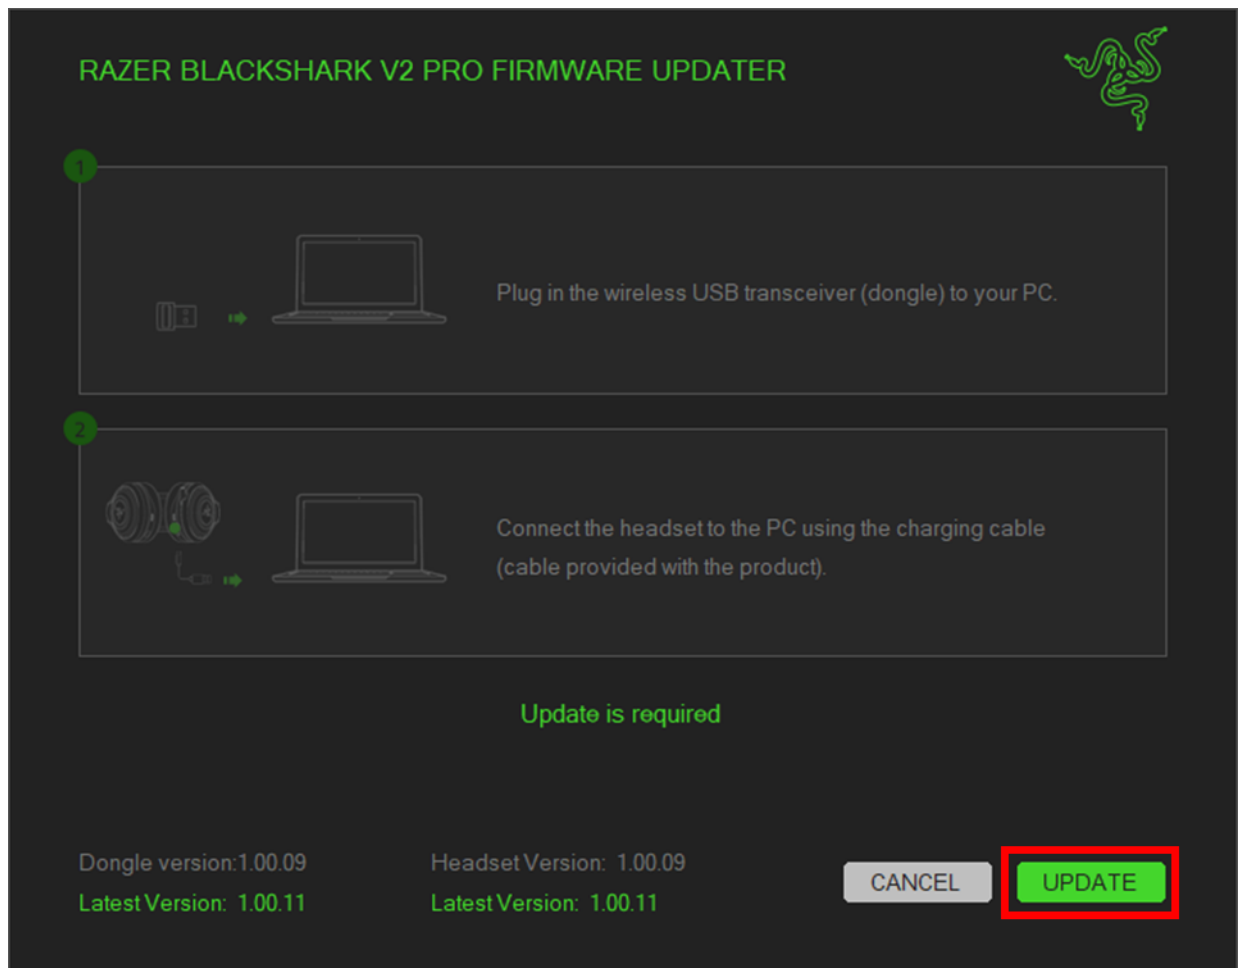 RAZER BLACKSHARK V2 PRO FIRMWARE UPDATER
1
Plug in the wireless USB transceiver (dongle) to your PC.
2
Connect the headset to the PC using the charging cable
(cable provided with the product).
Update is required
Dongle version:1.00.09
Latest Version: 1.00.11
Headset Version: 1.00.09
Latest Version: 1.00.11
CANCEL
UPDATE